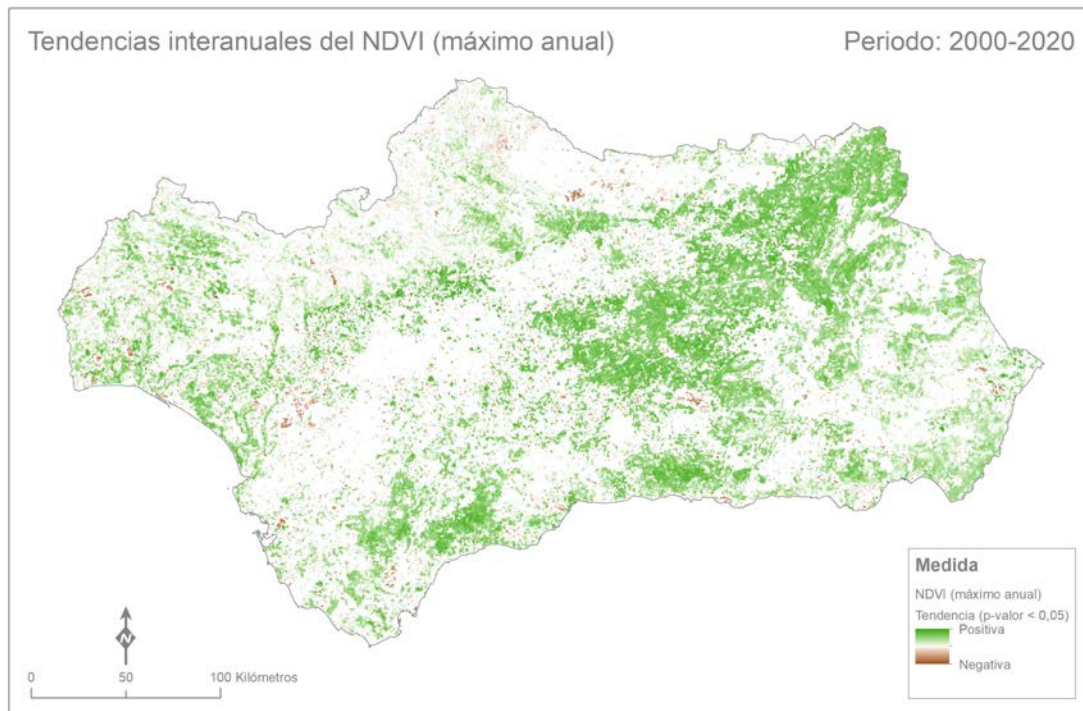 Tendencias interanuales del NDVI (máximo anual)
Periodo: 2000-2020
Medida
NDVI (máximo anual)
Tendencia (p-valor < 0,05)
Positiva
Negativa
N
0 50 100 Kilómetros